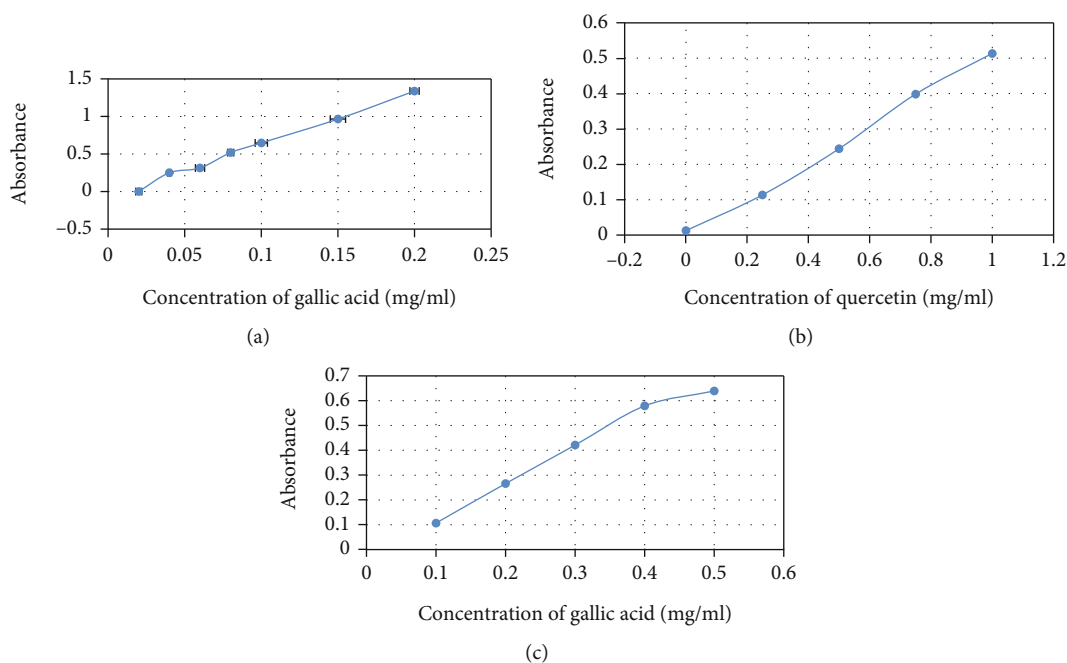 1.5
1
0.5
0
–0.5
Absorbance
0 0.05 0.1 0.15 0.2 0.25
Concentration of gallic acid (mg/ml)
(a)
0.6
0.5
0.4
0.3
0.2
0.1
0
Absorbance
–0.2 0 0.2 0.4 0.6 0.8 1 1.2
Concentration of quercetin (mg/ml)
(b)
0.7
0.6
0.5
0.4
0.3
0.2
0.1
0
Absorbance
0 0.1 0.2 0.3 0.4 0.5 0.6
Concentration of gallic acid (mg/ml)
(c)